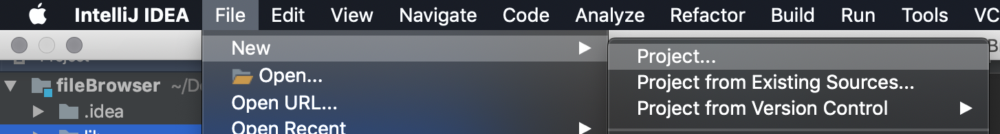 IntelliJ IDEA File Edit View Navigate Code Analyze Refactor Build Run Tools VC
New
Project...
Open...
Project from Existing Sources...
Open URL...
Project from Version Control
Open Recent
Project
fileBrowser ~/D
.idea